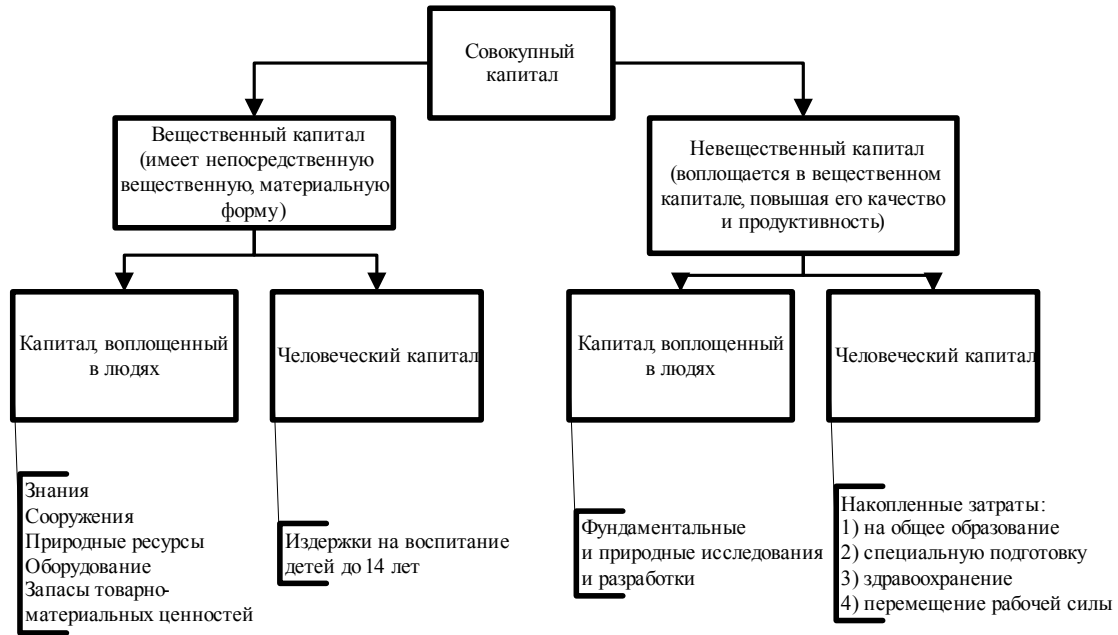 Совокупный
капитал
Вещественный капитал
(имеет непосредственную
вещественную, материальную
форму)
Невещественный капитал
(воплощается в вещественном
капитале, повышая его качество
и продуктивность)
Капитал, воплощенный
в людях
Человеческий капитал
Капитал, воплощенный
в людях
Человеческий капитал
Знания
Сооружения
Природные ресурсы
Оборудование
Запасы товарно-
материальных ценностей
Издержки на воспитание
детей до 14 лет
Фундаментальные
и природные исследования
и разработки
Накопленные затраты:
1) на общее образование
2) специальную подготовку
3) здравоохранение
4) перемещение рабочей силы